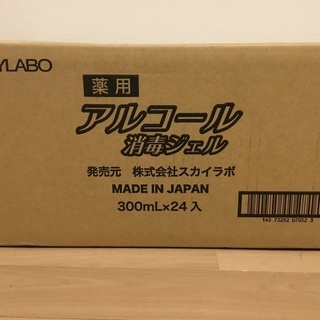 YLABO
薬用
アルコール
消毒ジェル
発売元 株式会社スカイラボ
MADE IN JAPAN
300mL×24入